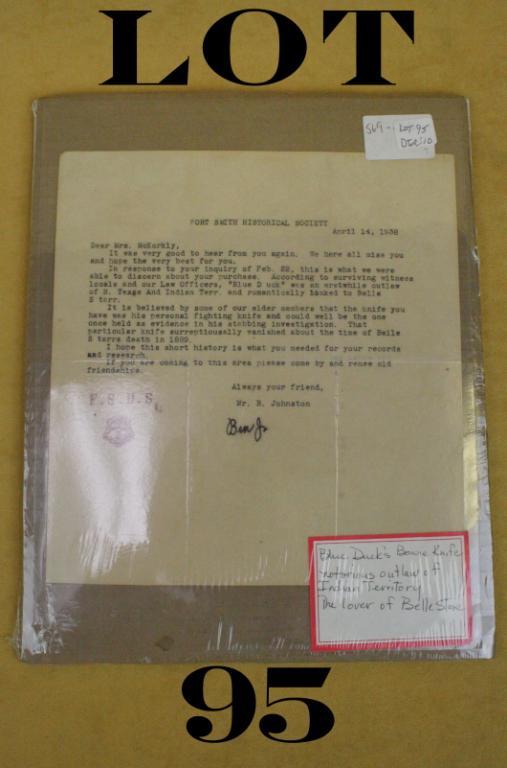 LOT
S69-1 LOT 95
DEC '10
FORT SMITH HISTORICAL SOCIETY
April 14, 1938
Dear Mrs. McKorkly,
It was very good to hear from you again. We here all miss you
and hope the very best for you.
In response to your inquiry of Feb. 22, this is what we were
able to discern about your purchase. According to surviving witness
locals and our Law Officers, "Blue D uck" was an erstwhile outlaw
of N. Texas And Indian Terr. and romantically linked to Belle
S tarr.
It is believed by some of our elder members that the knife you
have was his personal fighting knife and could well be the one
once held as evidence in his stabbing investigation. That
particular knife surreptiously vanished about the time of Belle
S tarrs death in 1889.
I hope this short history is what you needed for your records
and research.
If you are coming to this area please come by and renew old
friendships.
Always your friend,
Mr. B. Johnston
Ben J
F.S.H.S.
Blue Duck's Bowie Knife
notorious outlaw of
Indian Territory
The lover of Belle Starr
95